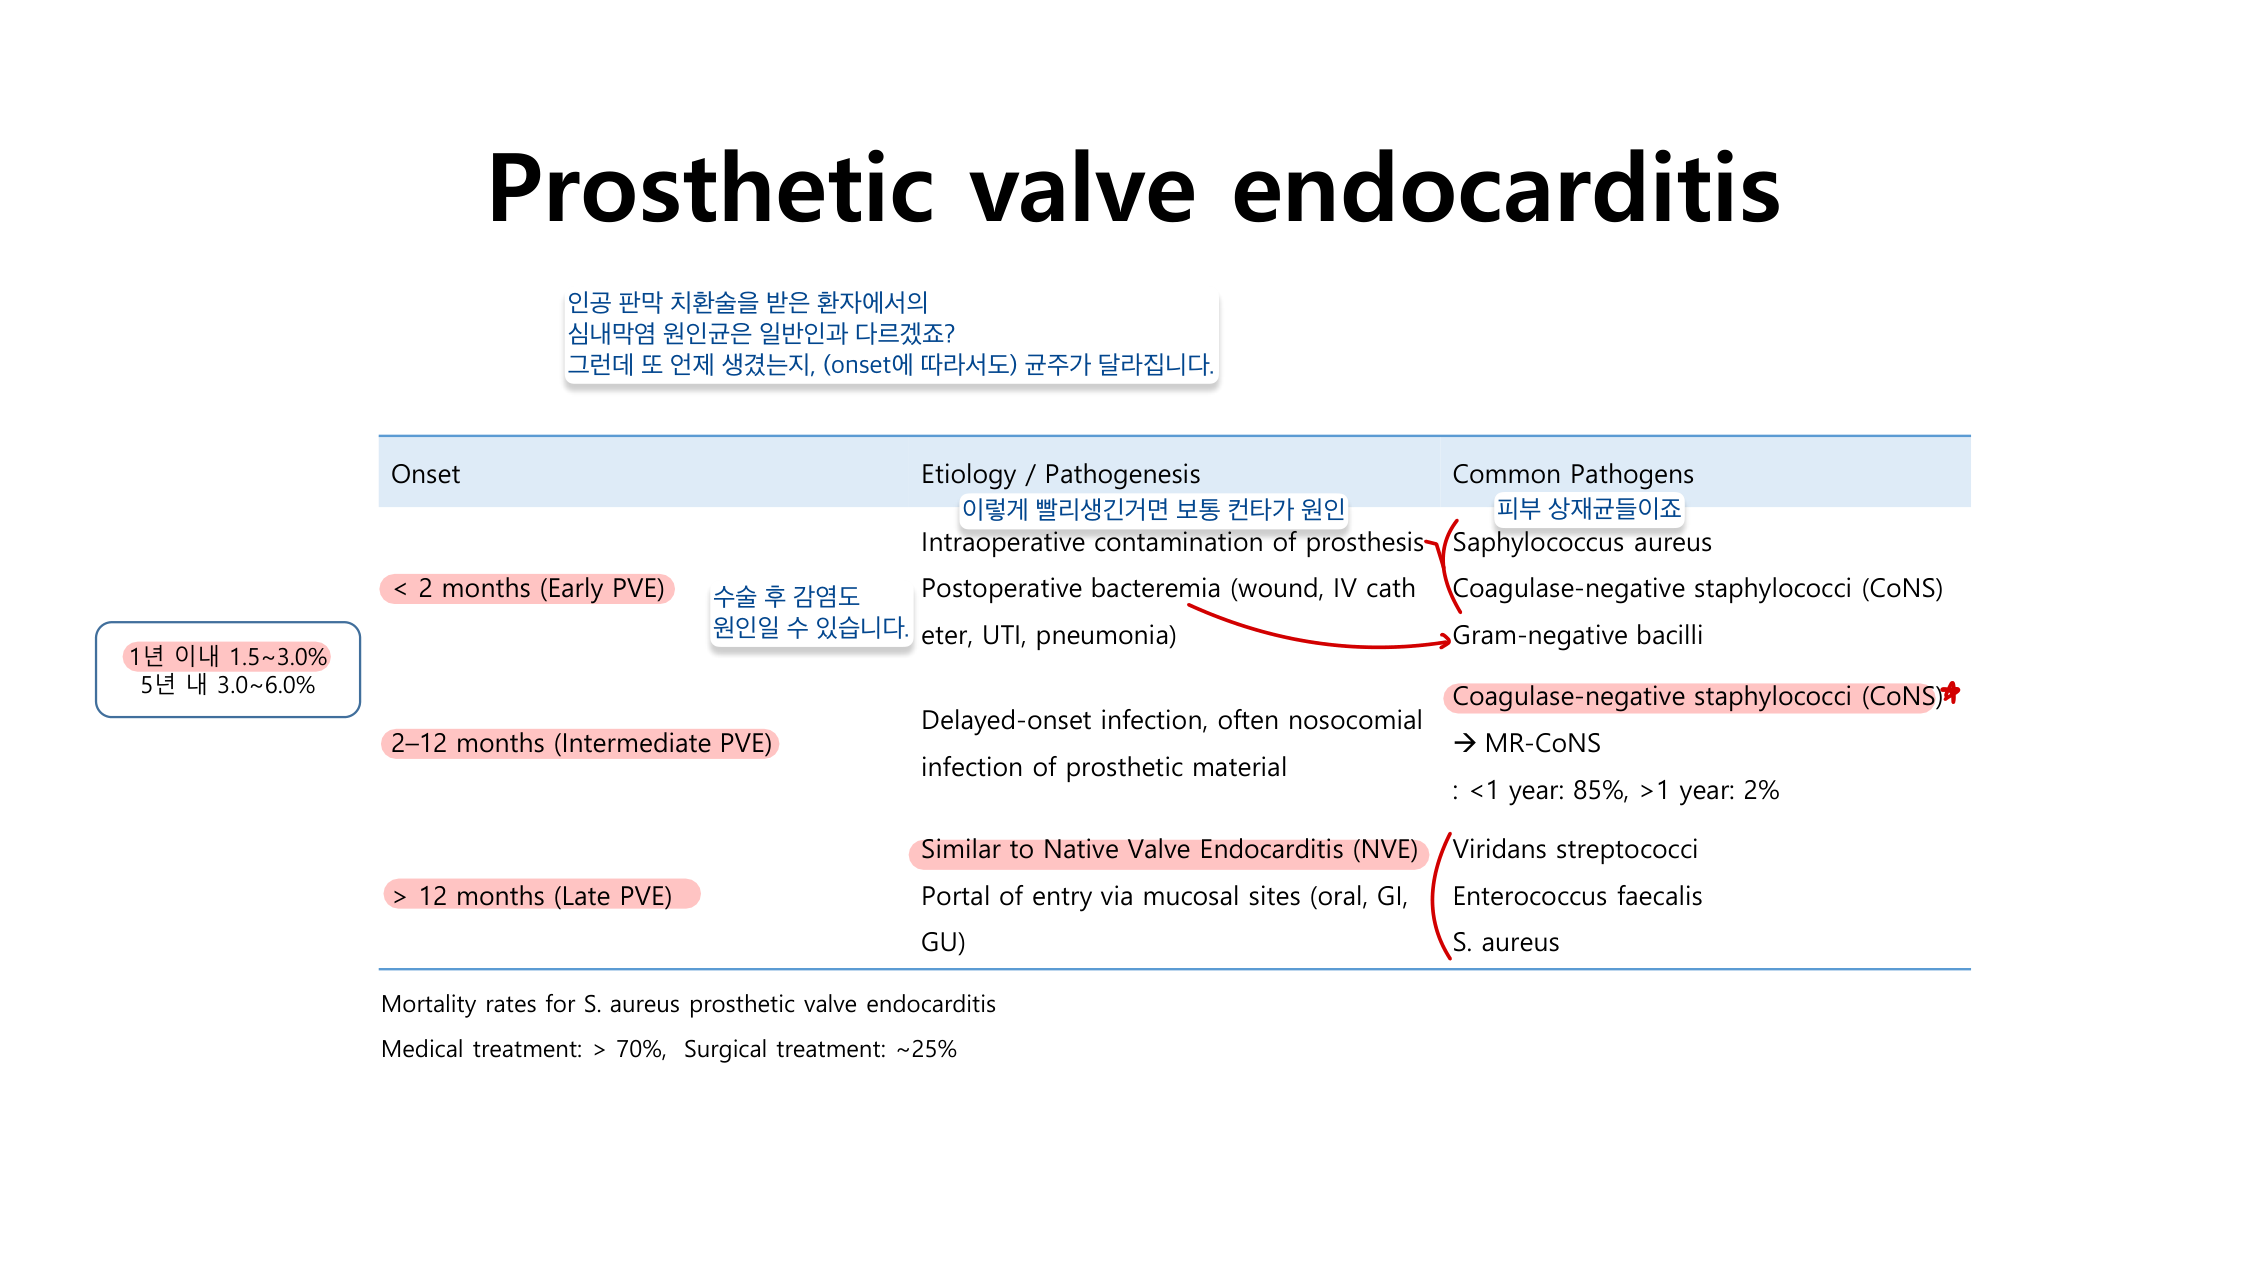 Prosthetic valve endocarditis
인공 판막 치환술을 받은 환자에서의
심내막염 원인균은 일반인과 다르겠죠?
그런데 또 언제 생겼는지, (onset에 따라서도) 균주가 달라집니다.
Onset
Etiology / Pathogenesis
Common Pathogens
이렇게 빨리생긴거면 보통 컨타가 원인
피부 상재균들이죠
< 2 months (Early PVE)
수술 후 감염도
원인일 수 있습니다.
Intraoperative contamination of prosthesis
Postoperative bacteremia (wound, IV cath
eter, UTI, pneumonia)
Saphylococcus aureus
Coagulase-negative staphylococci (CoNS)
Gram-negative bacilli
1년 이내 1.5~3.0%
5년 내 3.0~6.0%
2–12 months (Intermediate PVE)
Delayed-onset infection, often nosocomial
infection of prosthetic material
Coagulase-negative staphylococci (CoNS)
→ MR-CoNS
: <1 year: 85%, >1 year: 2%
> 12 months (Late PVE)
Similar to Native Valve Endocarditis (NVE)
Portal of entry via mucosal sites (oral, GI,
GU)
Viridans streptococci
Enterococcus faecalis
S. aureus
Mortality rates for S. aureus prosthetic valve endocarditis
Medical treatment: > 70%, Surgical treatment: ~25%